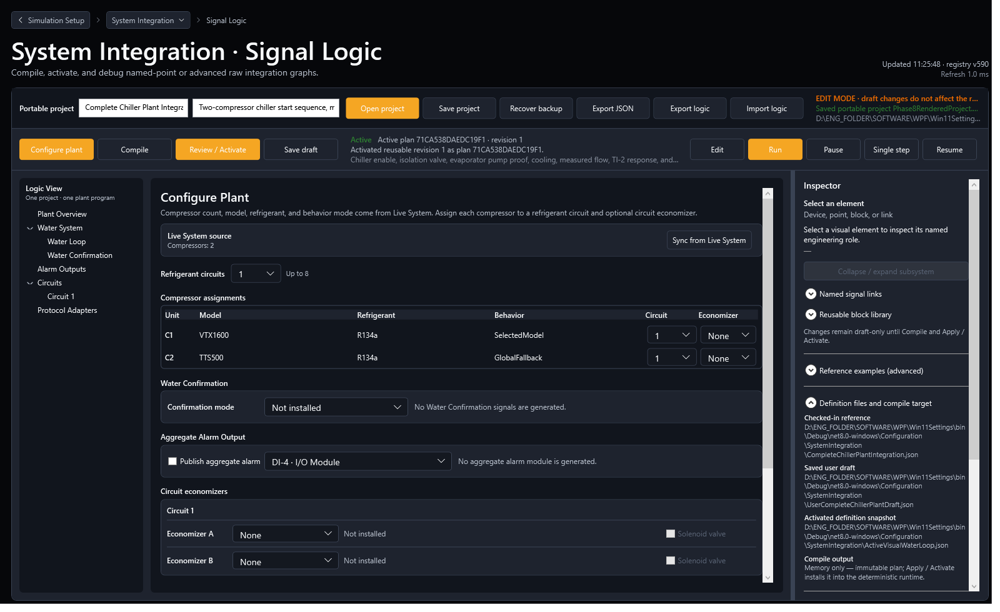 Simulation Setup
System Integration
Signal Logic
System Integration · Signal Logic
Compile, activate, and debug named-point or advanced raw integration graphs.
Updated 11:25:48 · registry v590
Refresh 1.0 ms
Portable project
Complete Chiller Plant Integra
Two-compressor chiller start sequence, m
Open project
Save project
Recover backup
Export JSON
Export logic
Import logic
EDIT MODE · draft changes do not affect the r...
Saved portable project Phase8RenderedProject....
D:\ENG_FOLDER\SOFTWARE\WPF\Win11Setting...
Configure plant
Compile
Review / Activate
Save draft
Active Active plan 71CA538DAEDC19F1 · revision 1
Activated reusable revision 1 as plan 71CA538DAEDC19F1.
Chiller enable, isolation valve, evaporator pump proof, cooling, measured flow, TI-2 response, and...
Edit
Run
Pause
Single step
Resume
Logic View
One project · one plant program
Plant Overview
Water System
Water Loop
Water Confirmation
Alarm Outputs
Circuits
Circuit 1
Protocol Adapters
Configure Plant
Compressor count, model, refrigerant, and behavior mode come from Live System. Assign each compressor to a refrigerant circuit and optional circuit economizer.
Live System source
Compressors: 2
Sync from Live System
Refrigerant circuits 1 Up to 8
Compressor assignments
Unit Model Refrigerant Behavior Circuit Economizer
C1 VTX1600 R134a SelectedModel 1 None
C2 TTS500 R134a GlobalFallback 1 None
Water Confirmation
Confirmation mode Not installed No Water Confirmation signals are generated.
Aggregate Alarm Output
Publish aggregate alarm DI-4 · I/O Module No aggregate alarm module is generated.
Circuit economizers
Circuit 1
Economizer A None Not installed Solenoid valve
Economizer B None Not installed Solenoid valve
Inspector
Select an element
Device, point, block, or link
Select a visual element to inspect its named
engineering role.
—
Collapse / expand subsystem
Named signal links
Reusable block library
Changes remain draft-only until Compile and Apply /
Activate.
Reference examples (advanced)
Definition files and compile target
Checked-in reference
D:\ENG_FOLDER\SOFTWARE\WPF\Win11Settings\bin
\Debug\net8.0-windows\Configuration
\SystemIntegration
\CompleteChillerPlantIntegration.json
Saved user draft
D:\ENG_FOLDER\SOFTWARE\WPF\Win11Settings\bin
\Debug\net8.0-windows\Configuration
\SystemIntegration
\UserCompleteChillerPlantDraft.json
Activated definition snapshot
D:\ENG_FOLDER\SOFTWARE\WPF\Win11Settings\bin
\Debug\net8.0-windows\Configuration
\SystemIntegration\ActiveVisualWaterLoop.json
Compile output
Memory only — immutable plan; Apply / Activate
installs it into the deterministic runtime.